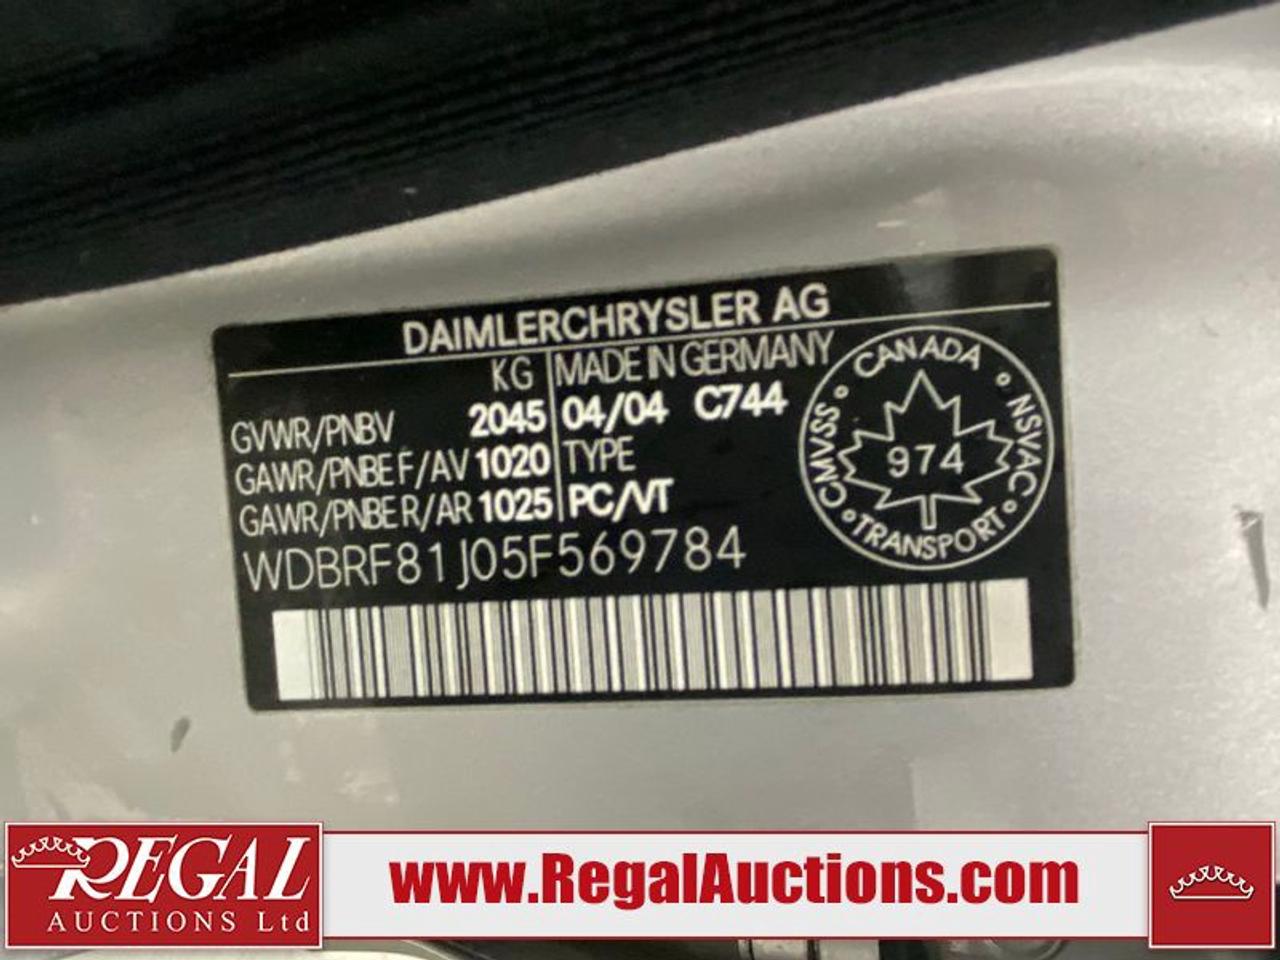 DAIMLERCHRYSLER AG
KG MADE IN GERMANY
GVWR/PNBV 2045 04/04 C744
GAWR/PNBE F/AV 1020 TYPE
GAWR/PNBE R/AR 1025 PC/VT
WDBRF81J05F569784
CANADA
CMVSS NSVAC
974
TRANSPORT
REGAL
AUCTIONS Ltd
www.RegalAuctions.com